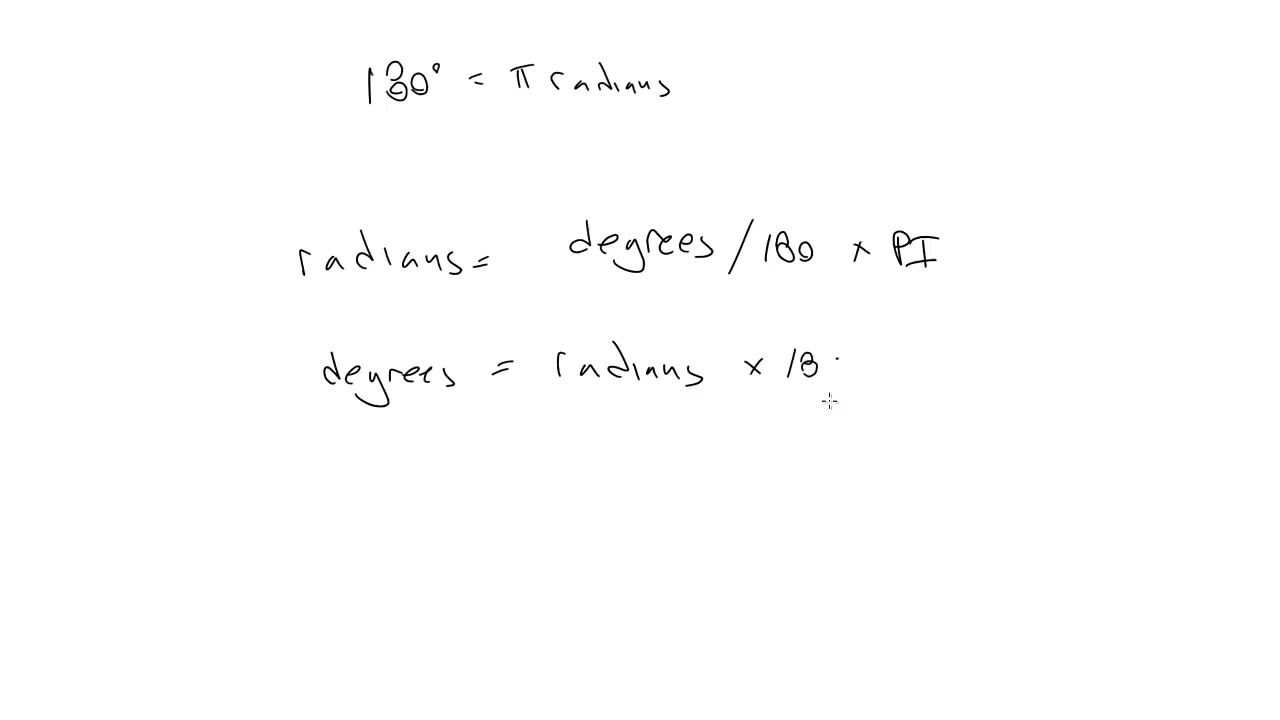 180° = π radians
radians = degrees / 180 × PI
degrees = radians × 18